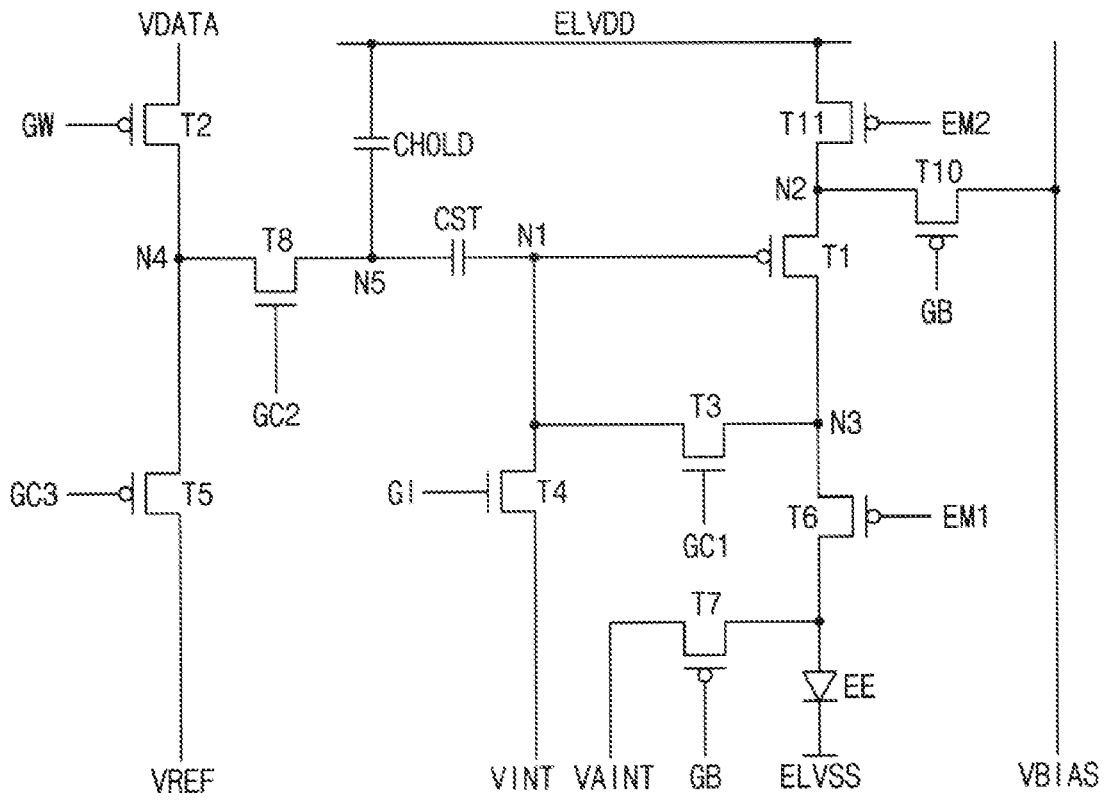 VDATA
ELVDD
GW
T2
CHOLD
T11
EM2
T10
N2
CST
N1
T8
N4
N5
T1
GB
GC2
T3
N3
GC3
T5
GI
T4
T6
EM1
GC1
T7
EE
VREF
VINT
VAINT
GB
ELVSS
VBIAS